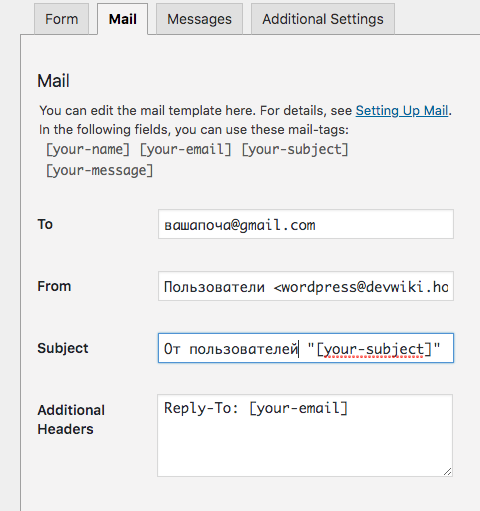 Form Mail Messages Additional Settings
Mail
You can edit the mail template here. For details, see Setting Up Mail.
In the following fields, you can use these mail-tags:
[your-name] [your-email] [your-subject]
[your-message]
To вашапоча@gmail.com
From Пользователи <wordpress@devwiki.ho
Subject От пользователей "[your-subject]"
Additional Headers
Reply-To: [your-email]